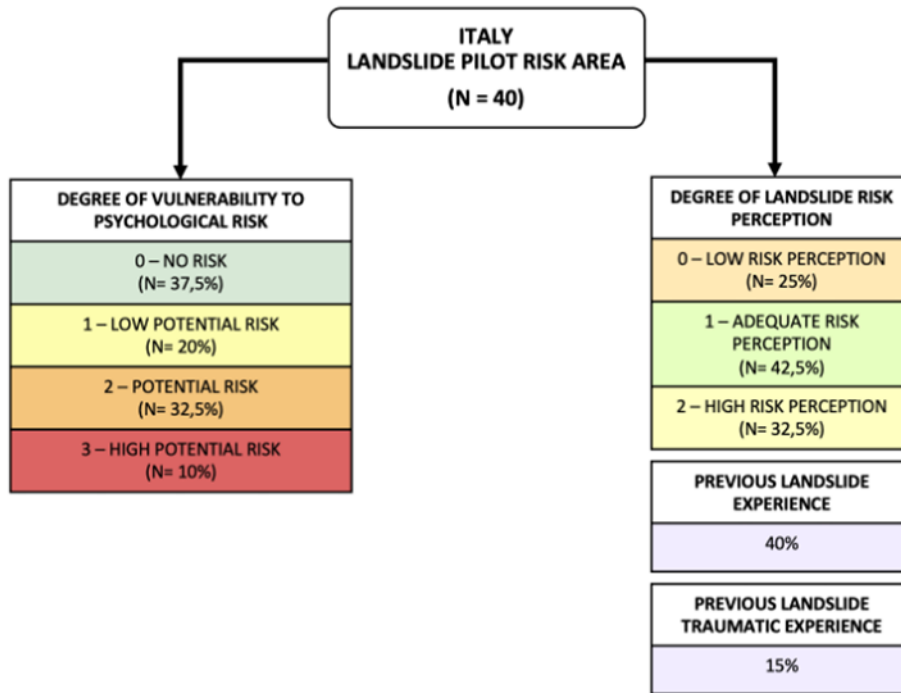 ITALY
LANDSLIDE PILOT RISK AREA
(N = 40)
DEGREE OF VULNERABILITY TO
PSYCHOLOGICAL RISK
0 – NO RISK
(N= 37,5%)
1 – LOW POTENTIAL RISK
(N= 20%)
2 – POTENTIAL RISK
(N= 32,5%)
3 – HIGH POTENTIAL RISK
(N= 10%)
DEGREE OF LANDSLIDE RISK
PERCEPTION
0 – LOW RISK PERCEPTION
(N= 25%)
1 – ADEQUATE RISK
PERCEPTION
(N= 42,5%)
2 – HIGH RISK PERCEPTION
(N= 32,5%)
PREVIOUS LANDSLIDE
EXPERIENCE
40%
PREVIOUS LANDSLIDE
TRAUMATIC EXPERIENCE
15%